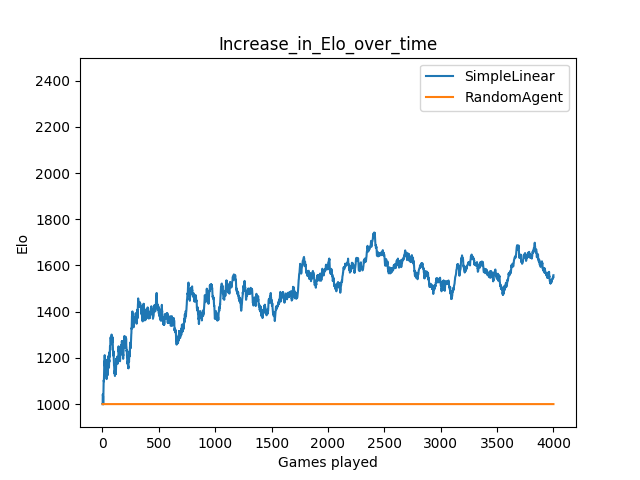 Increase_in_Elo_over_time
SimpleLinear
RandomAgent
Elo
2400
2200
2000
1800
1600
1400
1200
1000
0 500 1000 1500 2000 2500 3000 3500 4000
Games played